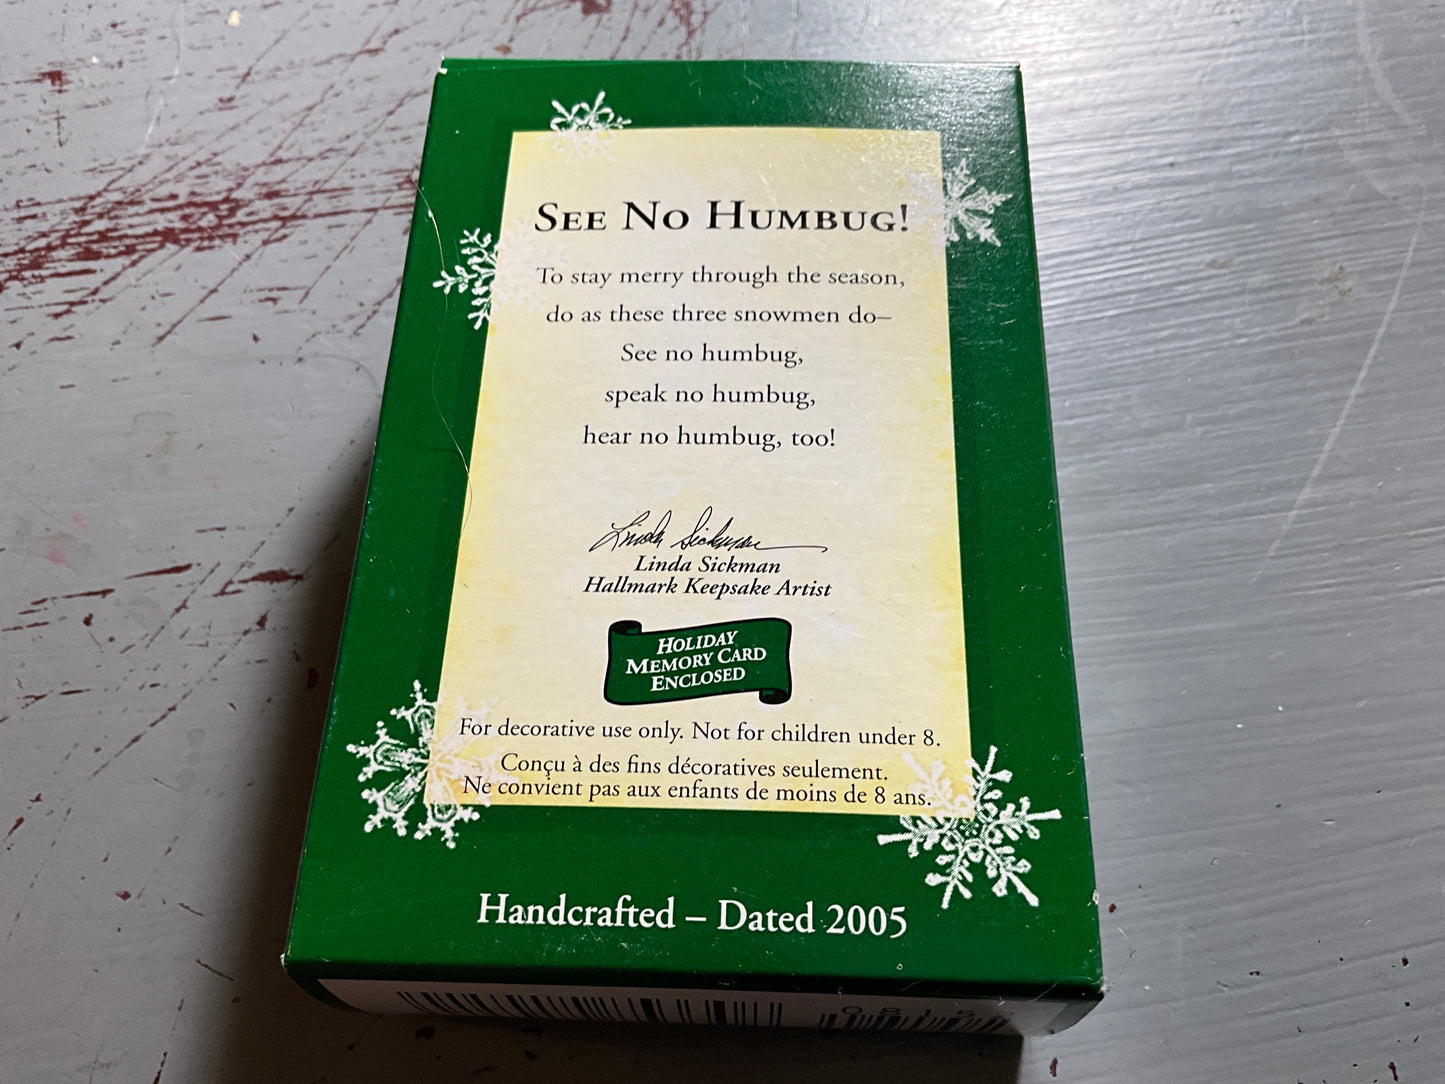 SEE NO HUMBUG!
To stay merry through the season,
do as these three snowmen do—
See no humbug,
speak no humbug,
hear no humbug, too!
Linda Sickman
Linda Sickman
Hallmark Keepsake Artist
HOLIDAY
MEMORY CARD
ENCLOSED
For decorative use only. Not for children under 8.
Conçu à des fins décoratives seulement.
Ne convient pas aux enfants de moins de 8 ans.
Handcrafted – Dated 2005